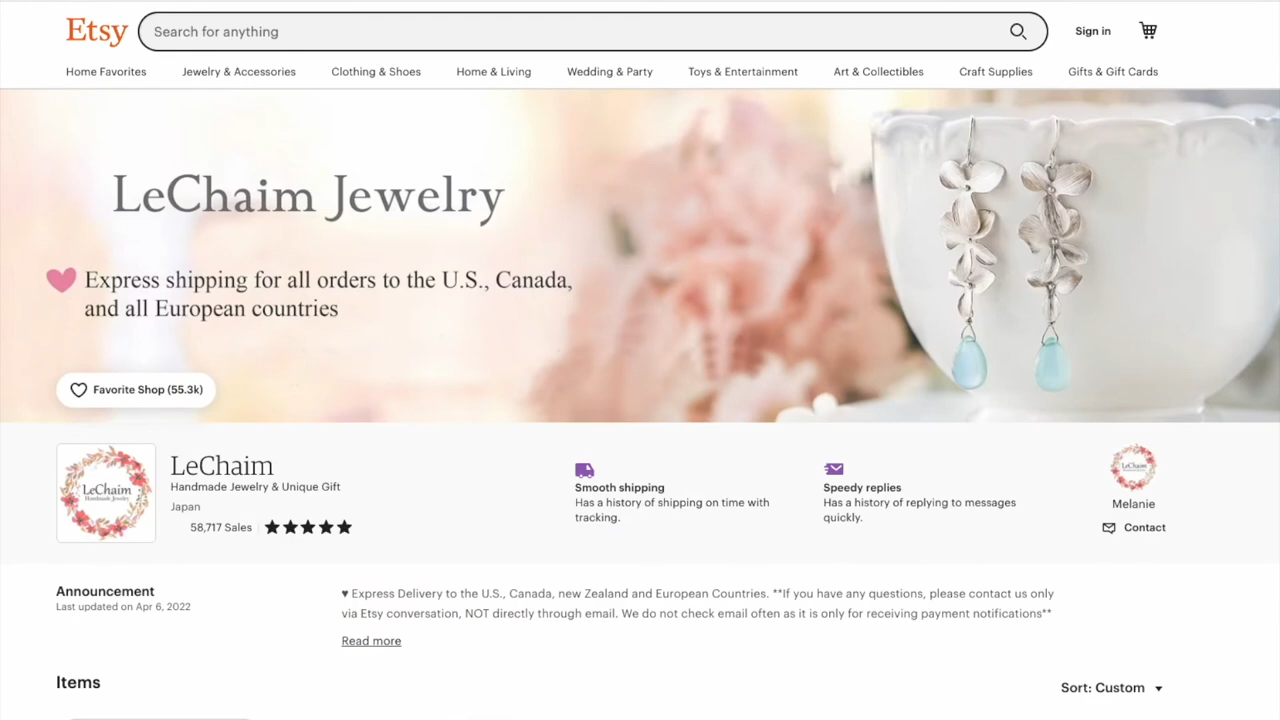 Etsy
Search for anything
Sign in
Home Favorites
Jewelry & Accessories
Clothing & Shoes
Home & Living
Wedding & Party
Toys & Entertainment
Art & Collectibles
Craft Supplies
Gifts & Gift Cards
LeChaim Jewelry
Express shipping for all orders to the U.S., Canada,
and all European countries
Favorite Shop (55.3k)
LeChaim
Handmade Jewelry
LeChaim
Handmade Jewelry & Unique Gift
Japan
58,717 Sales
Smooth shipping
Has a history of shipping on time with
tracking.
Speedy replies
Has a history of replying to messages
quickly.
LeChaim
Melanie
Contact
Announcement
Last updated on Apr 6, 2022
♥ Express Delivery to the U.S., Canada, new Zealand and European Countries. **If you have any questions, please contact us only
via Etsy conversation, NOT directly through email. We do not check email often as it is only for receiving payment notifications**
Read more
Items
Sort: Custom